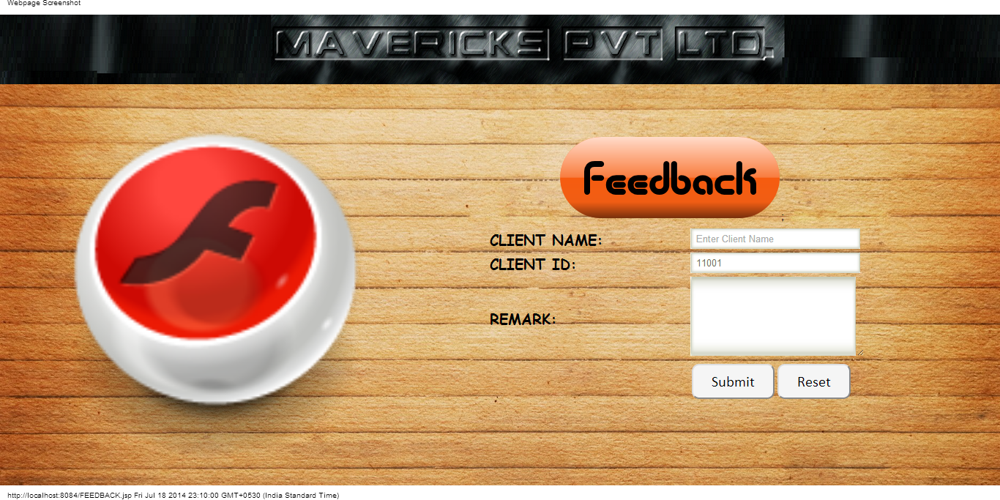 Webpage Screenshot
MAVERICKS PVT LTD.
Feedback
:
CLIENT NAME: Enter Client Name
CLIENT ID: 11001
REMARK:
Submit Reset
http://localhost:8084/FEEDBACK.jsp Fri Jul 18 2014 23:10:00 GMT+0530 (India Standard Time)